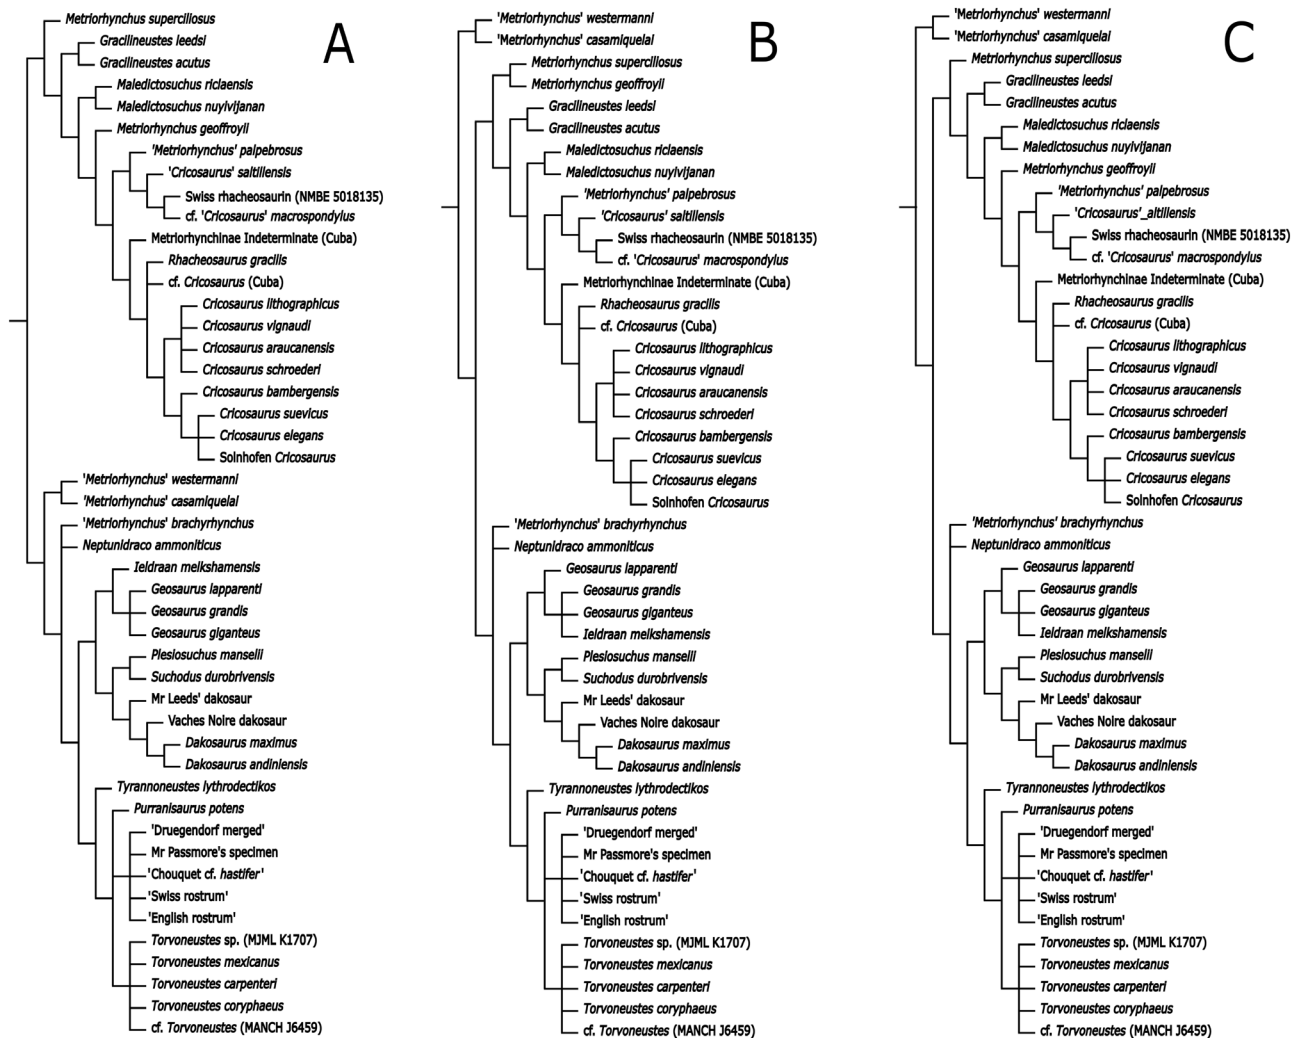 A
Metriorhynchus superciliosus
Gracilineustes leedsi
Gracilineustes acutus
Maledictosuchus riclaensis
Maledictosuchus nuyivijanan
Metriorhynchus geoffroyii
'Metriorhynchus' palpebrosus
'Cricosaurus' saltillensis
Swiss rhacheosaurin (NMBE 5018135)
cf. 'Cricosaurus' macrospondylus
Metriorhynchinae Indeterminate (Cuba)
Rhacheosaurus gracilis
cf. Cricosaurus (Cuba)
Cricosaurus lithographicus
Cricosaurus vignaudi
Cricosaurus araucanensis
Cricosaurus schroederi
Cricosaurus bambergensis
Cricosaurus suevicus
Cricosaurus elegans
Solnhofen Cricosaurus
'Metriorhynchus' westermanni
'Metriorhynchus' casamiquelai
'Metriorhynchus' brachyrhynchus
Neptunidraco ammoniticus
Ieldraan melkshamensis
Geosaurus lapparenti
Geosaurus grandis
Geosaurus giganteus
Plesiosuchus manselii
Suchodus durobrivensis
Mr Leeds' dakosaur
Vaches Noire dakosaur
Dakosaurus maximus
Dakosaurus andiniensis
Tyrannoneustes lythrodectikos
Purranisaurus potens
'Druegendorf merged'
Mr Passmore's specimen
'Chouquet cf. hastifer'
'Swiss rostrum'
'English rostrum'
Torvoneustes sp. (MJML K1707)
Torvoneustes mexicanus
Torvoneustes carpenteri
Torvoneustes coryphaeus
cf. Torvoneustes (MANCH J6459)
B
'Metriorhynchus' westermanni
'Metriorhynchus' casamiquelai
Metriorhynchus superciliosus
Metriorhynchus geoffroyii
Gracilineustes leedsi
Gracilineustes acutus
Maledictosuchus riclaensis
Maledictosuchus nuyivijanan
'Metriorhynchus' palpebrosus
'Cricosaurus' saltillensis
Swiss rhacheosaurin (NMBE 5018135)
cf. 'Cricosaurus' macrospondylus
Metriorhynchinae Indeterminate (Cuba)
Rhacheosaurus gracilis
cf. Cricosaurus (Cuba)
Cricosaurus lithographicus
Cricosaurus vignaudi
Cricosaurus araucanensis
Cricosaurus schroederi
Cricosaurus bambergensis
Cricosaurus suevicus
Cricosaurus elegans
Solnhofen Cricosaurus
'Metriorhynchus' brachyrhynchus
Neptunidraco ammoniticus
Geosaurus lapparenti
Geosaurus grandis
Geosaurus giganteus
Ieldraan melkshamensis
Plesiosuchus manselii
Suchodus durobrivensis
Mr Leeds' dakosaur
Vaches Noire dakosaur
Dakosaurus maximus
Dakosaurus andiniensis
Tyrannoneustes lythrodectikos
Purranisaurus potens
'Druegendorf merged'
Mr Passmore's specimen
'Chouquet cf. hastifer'
'Swiss rostrum'
'English rostrum'
Torvoneustes sp. (MJML K1707)
Torvoneustes mexicanus
Torvoneustes carpenteri
Torvoneustes coryphaeus
cf. Torvoneustes (MANCH J6459)
C
'Metriorhynchus' westermanni
'Metriorhynchus' casamiquelai
Metriorhynchus superciliosus
Gracilineustes leedsi
Gracilineustes acutus
Maledictosuchus riclaensis
Maledictosuchus nuyivijanan
Metriorhynchus geoffroyii
'Metriorhynchus' palpebrosus
'Cricosaurus'_altillensis
Swiss rhacheosaurin (NMBE 5018135)
cf. 'Cricosaurus' macrospondylus
Metriorhynchinae Indeterminate (Cuba)
Rhacheosaurus gracilis
cf. Cricosaurus (Cuba)
Cricosaurus lithographicus
Cricosaurus vignaudi
Cricosaurus araucanensis
Cricosaurus schroederi
Cricosaurus bambergensis
Cricosaurus suevicus
Cricosaurus elegans
Solnhofen Cricosaurus
'Metriorhynchus' brachyrhynchus
Neptunidraco ammoniticus
Geosaurus lapparenti
Geosaurus grandis
Geosaurus giganteus
Ieldraan melkshamensis
Plesiosuchus manselii
Suchodus durobrivensis
Mr Leeds' dakosaur
Vaches Noire dakosaur
Dakosaurus maximus
Dakosaurus andiniensis
Tyrannoneustes lythrodectikos
Purranisaurus potens
'Druegendorf merged'
Mr Passmore's specimen
'Chouquet cf. hastifer'
'Swiss rostrum'
'English rostrum'
Torvoneustes sp. (MJML K1707)
Torvoneustes mexicanus
Torvoneustes carpenteri
Torvoneustes coryphaeus
cf. Torvoneustes (MANCH J6459)